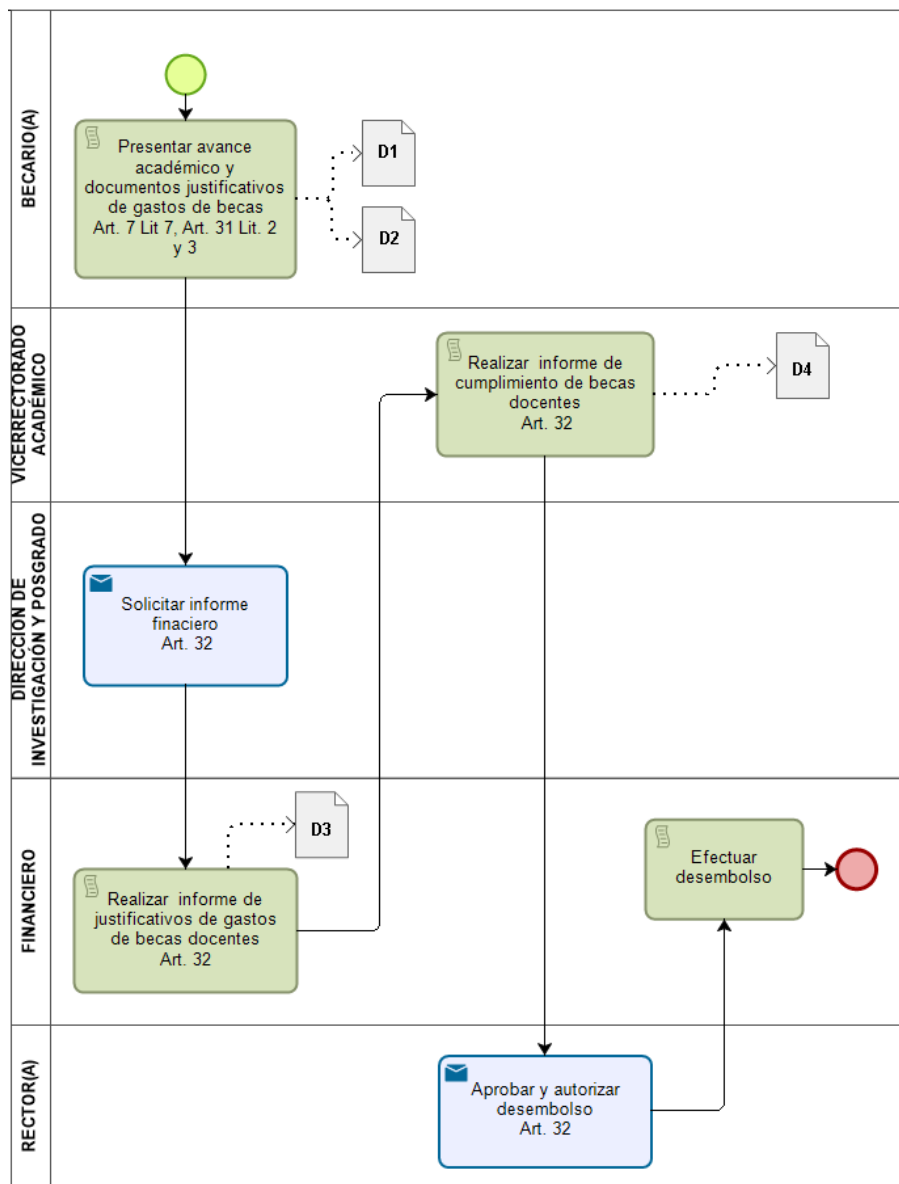 BECARIO(A)
Presentar avance
académico y
documentos justificativos
de gastos de becas
Art. 7 Lit 7, Art. 31 Lit. 2
y 3
D1
D2
VICERRECTORADO
ACADÉMICO
Realizar informe de
cumplimiento de becas
docentes
Art. 32
D4
DIRECCION DE
INVESTIGACIÓN Y POSGRADO
Solicitar informe
finaciero
Art. 32
FINANCIERO
D3
Realizar informe de
justificativos de gastos
de becas docentes
Art. 32
Efectuar
desembolso
RECTOR(A)
Aprobar y autorizar
desembolso
Art. 32